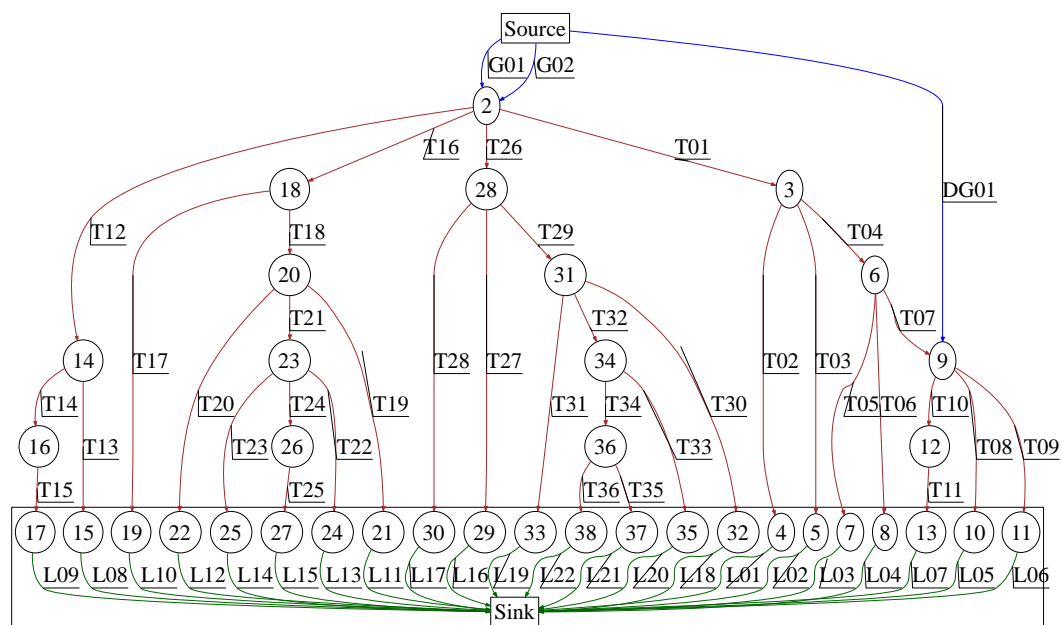 Source
G01 G02
2
T16 T26 T01
18 28 3 DG01
T12 T18 T29 T04
20 31 6
T21 T32 T07
14 23 34 9
T17 T28 T27 T02 T03
T14 T20 T24 T19 T31 T34 T30 T05 T06 T10
16 T13 T23 26 T22 36 T33 12 T08 T09
T15 T25 T36 T35 T11
17 15 19 22 25 27 24 21 30 29 33 38 37 35 32 4 5 7 8 13 10 11
L09 L08 L10 L12 L14 L15 L13 L11 L17 L16 L19 L22 L21 L20 L18 L01 L02 L03 L04 L07 L05 L06
Sink